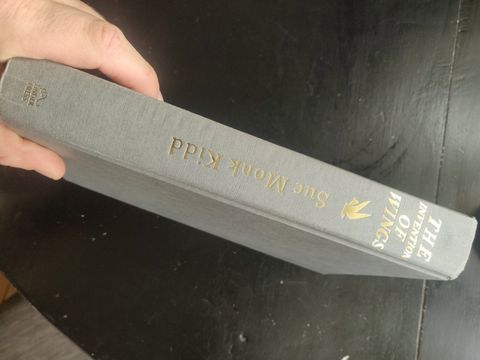 THE
INVENTION
OF
WINGS
Sue Monk Kidd